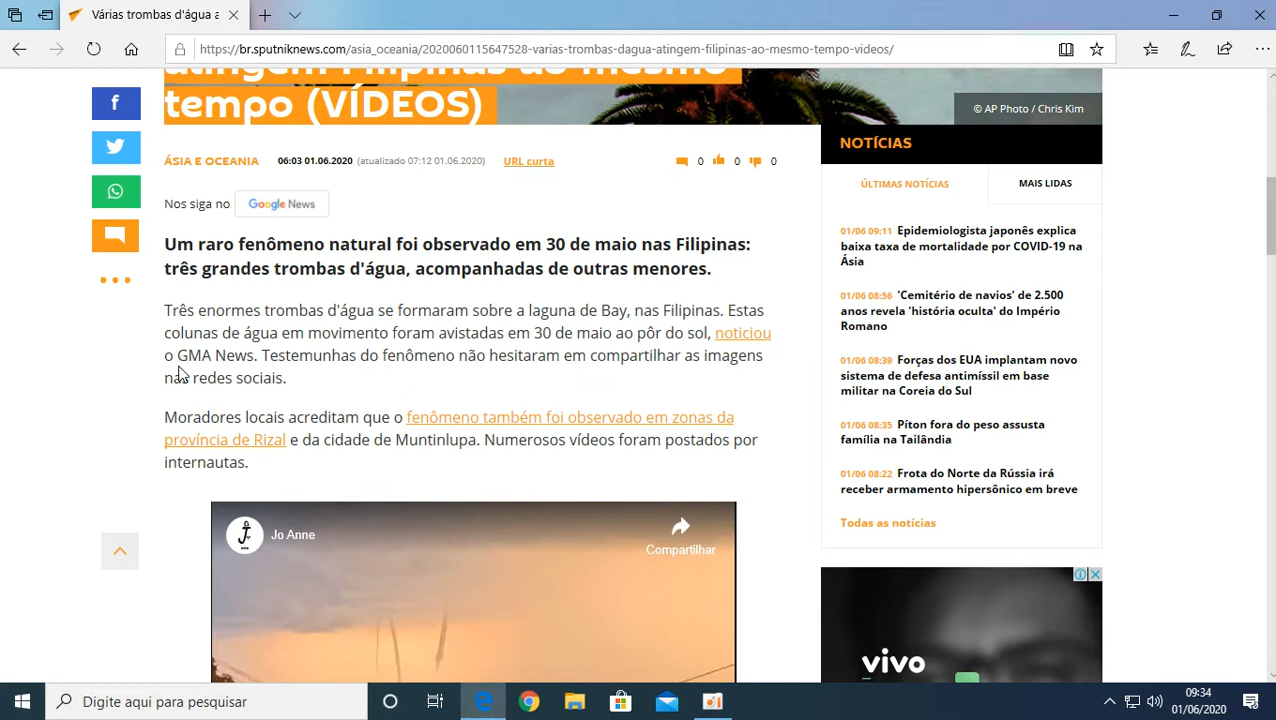 Várias trombas d'água a
https://br.sputniknews.com/asia_oceania/2020060115647528-varias-trombas-dagua-atingem-filipinas-ao-mesmo-tempo-videos/
atingem Filipinas ao mesmo
tempo (VÍDEOS)
© AP Photo / Chris Kim
ÁSIA E OCEANIA 06:03 01.06.2020 (atualizado 07:12 01.06.2020) URL curta 0 0 0
Nos siga no Google News
Um raro fenômeno natural foi observado em 30 de maio nas Filipinas:
três grandes trombas d'água, acompanhadas de outras menores.
Três enormes trombas d'água se formaram sobre a laguna de Bay, nas Filipinas. Estas
colunas de água em movimento foram avistadas em 30 de maio ao pôr do sol, noticiou
o GMA News. Testemunhas do fenômeno não hesitaram em compartilhar as imagens
nas redes sociais.
Moradores locais acreditam que o fenômeno também foi observado em zonas da
província de Rizal e da cidade de Muntinlupa. Numerosos vídeos foram postados por
internautas.
Jo Anne
Compartilhar
NOTÍCIAS
ÚLTIMAS NOTÍCIAS MAIS LIDAS
01/06 09:11 Epidemiologista japonês explica
baixa taxa de mortalidade por COVID-19 na
Ásia
01/06 08:56 'Cemitério de navios' de 2.500
anos revela 'história oculta' do Império
Romano
01/06 08:39 Forças dos EUA implantam novo
sistema de defesa antimíssil em base
militar na Coreia do Sul
01/06 08:35 Píton fora do peso assusta
família na Tailândia
01/06 08:22 Frota do Norte da Rússia irá
receber armamento hipersônico em breve
Todas as notícias
vivo
Digite aqui para pesquisar
09:34
01/06/2020